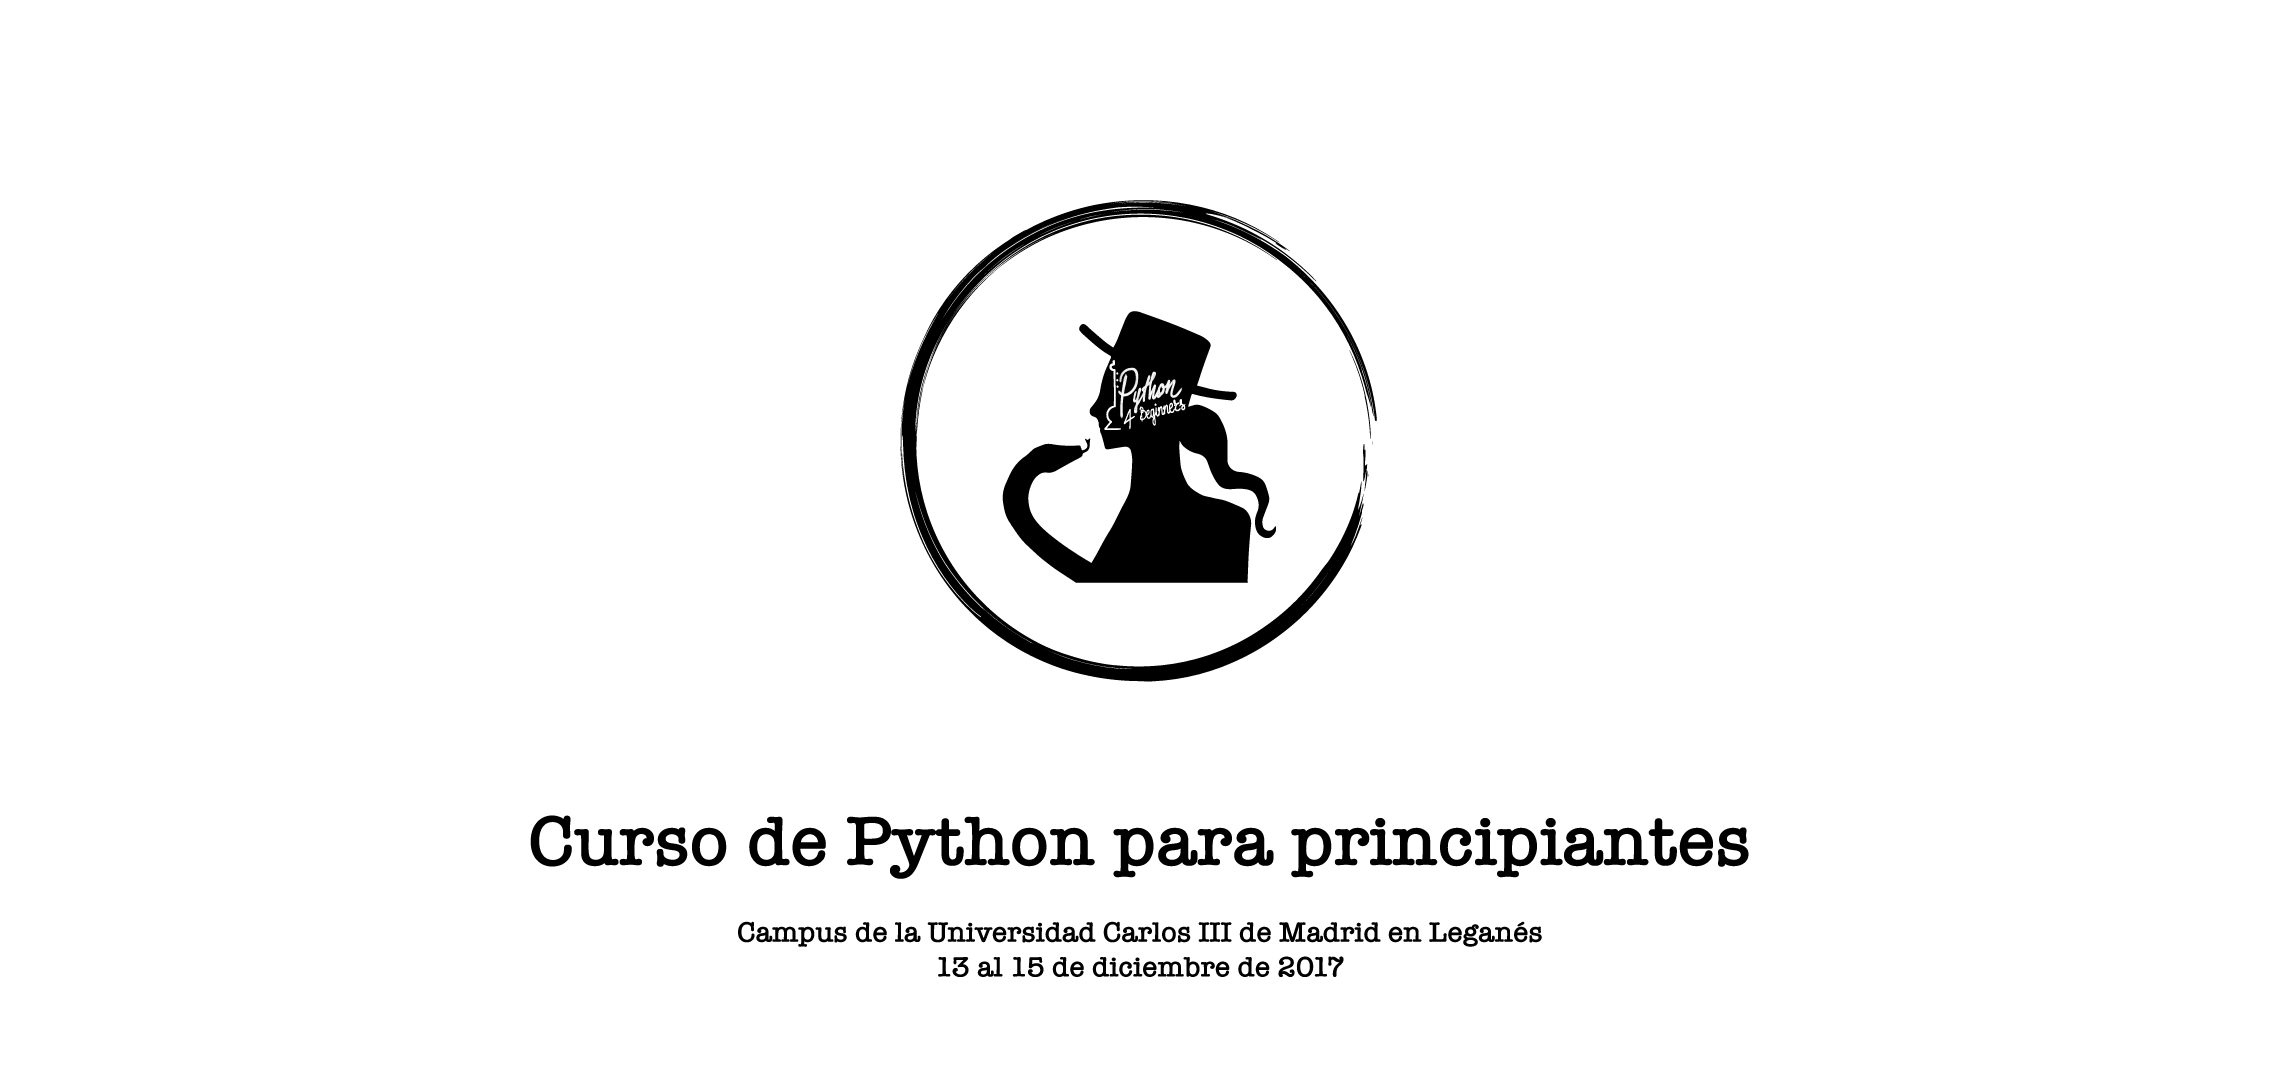 Python
4 Beginners
Curso de Python para principiantes
Campus de la Universidad Carlos III de Madrid en Leganés
13 al 15 de diciembre de 2017